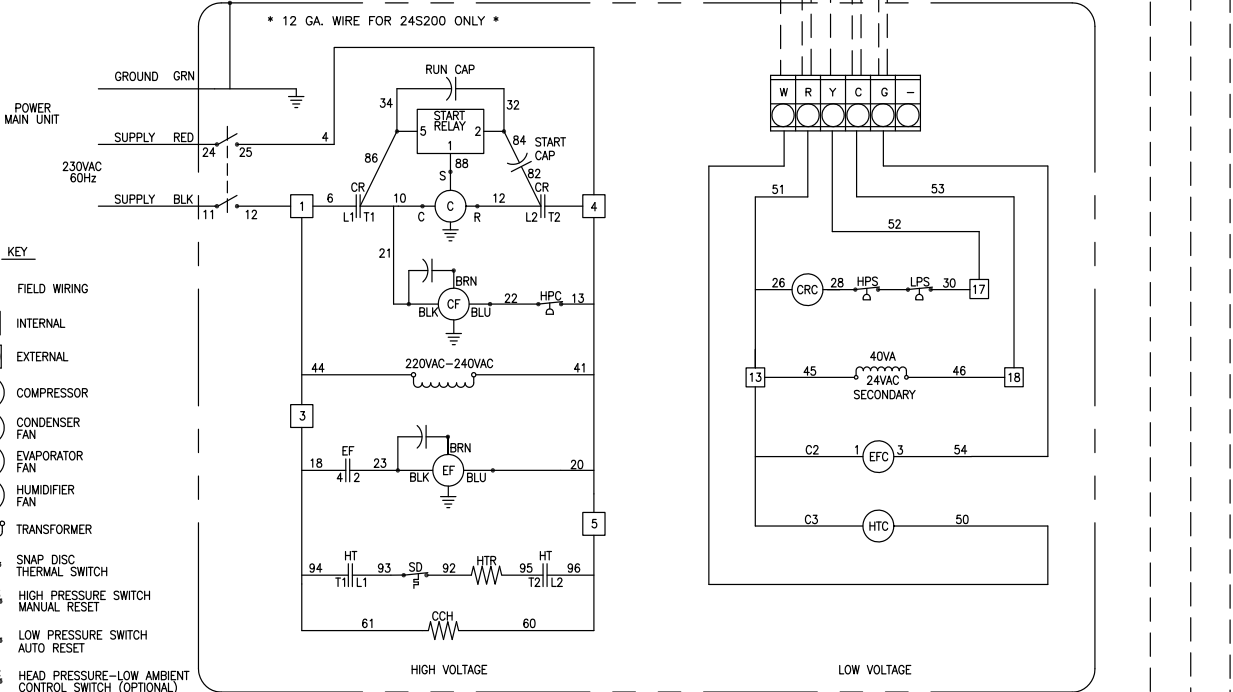 * 12 GA. WIRE FOR 24S200 ONLY *
GROUND GRN
POWER
MAIN UNIT
SUPPLY RED
24 25
4
230VAC
60Hz
SUPPLY BLK
11 12
RUN CAP
34 32
START
RELAY
5 2
1
84 START
CAP
86 88 82
S
1 6 CR 10 C C R 12 CR 4
L1 T1 L2 T2
21
BRN
CF
BLK BLU 22 HPC 13
220VAC-240VAC
44 41
3
BRN
18 EF 23 BLK EF BLU 20
4 2
5
94 HT 93 SD 92 HTR 95 HT 96
T1 L1 T2 L2
61 CCH 60
HIGH VOLTAGE
W R Y C G -
51 53
52
26 CRC 28 HPS LPS 30 17
40VA
13 45 24VAC 46 18
SECONDARY
C2 1 EFC 3 54
C3 HTC 50
LOW VOLTAGE
KEY
FIELD WIRING
INTERNAL
EXTERNAL
COMPRESSOR
CONDENSER
FAN
EVAPORATOR
FAN
HUMIDIFIER
FAN
TRANSFORMER
SNAP DISC
THERMAL SWITCH
HIGH PRESSURE SWITCH
MANUAL RESET
LOW PRESSURE SWITCH
AUTO RESET
HEAD PRESSURE-LOW AMBIENT
CONTROL SWITCH (OPTIONAL)